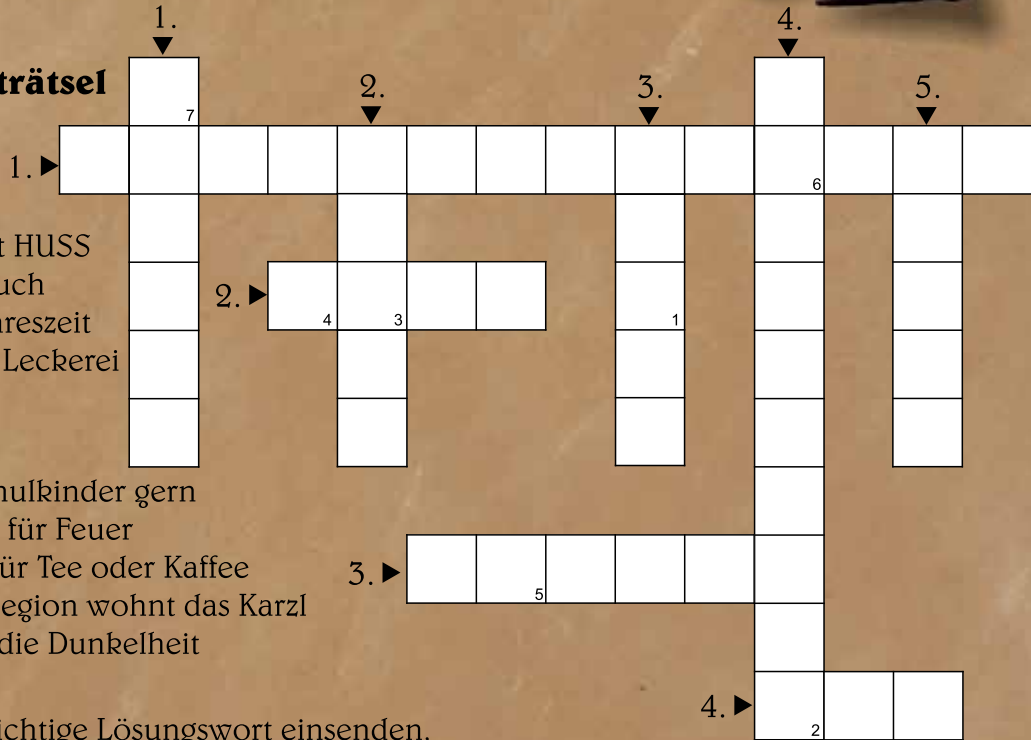 1.
4.
trätsel
7
2.
3.
5.
1.
6
t HUSS
uch
2.
4
3
1
reszeit
Leckerei
ulkinder gern
für Feuer
ür Tee oder Kaffee
3.
5
egion wohnt das Karzl
die Dunkelheit
4.
2
ichtige Lösungswort einsenden,